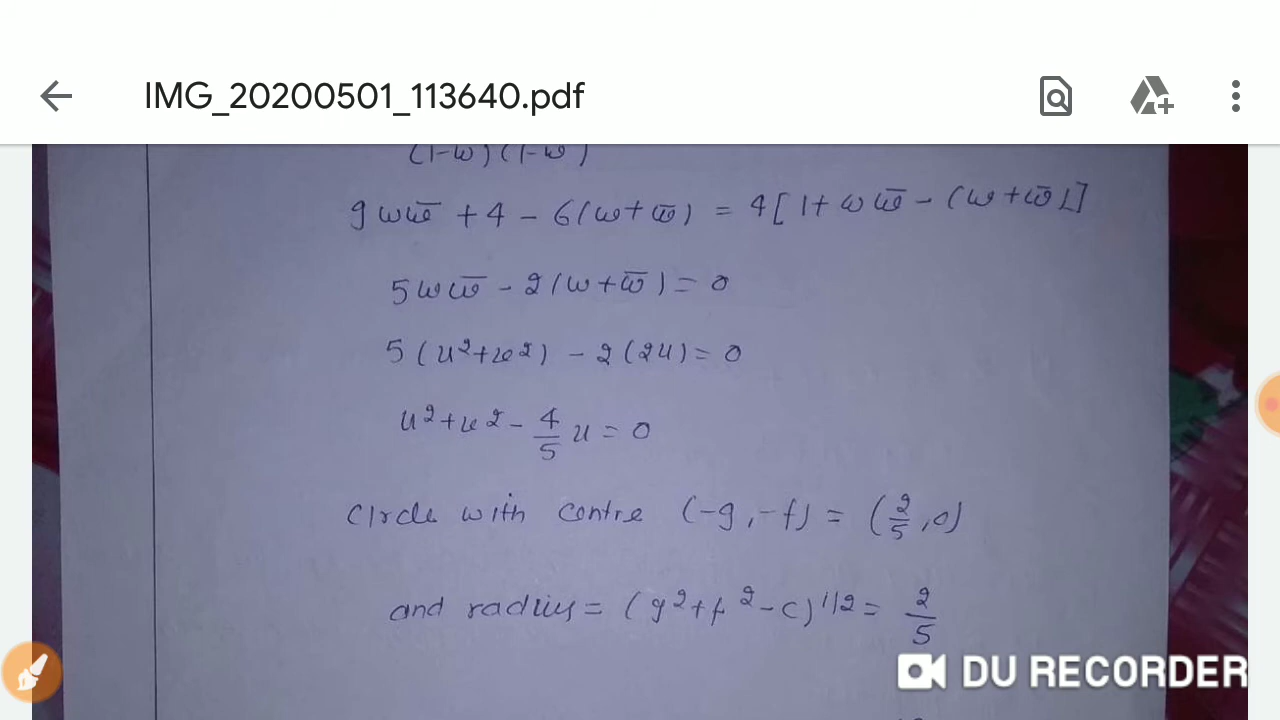 IMG_20200501_113640.pdf
(1-ω)(1-ω̄)
9ωω̄ + 4 - 6(ω+ω̄) = 4[1+ωω̄ - (ω+ω̄)]
5ωω̄ - 2(ω+ω̄) = 0
5(u²+v²) - 2(2u) = 0
u²+v² - 4/5 u = 0
Circle with centre (-g,-f) = (2/5,0)
and radius = (g²+f²-c)1/2 = 2/5
DU RECORDER